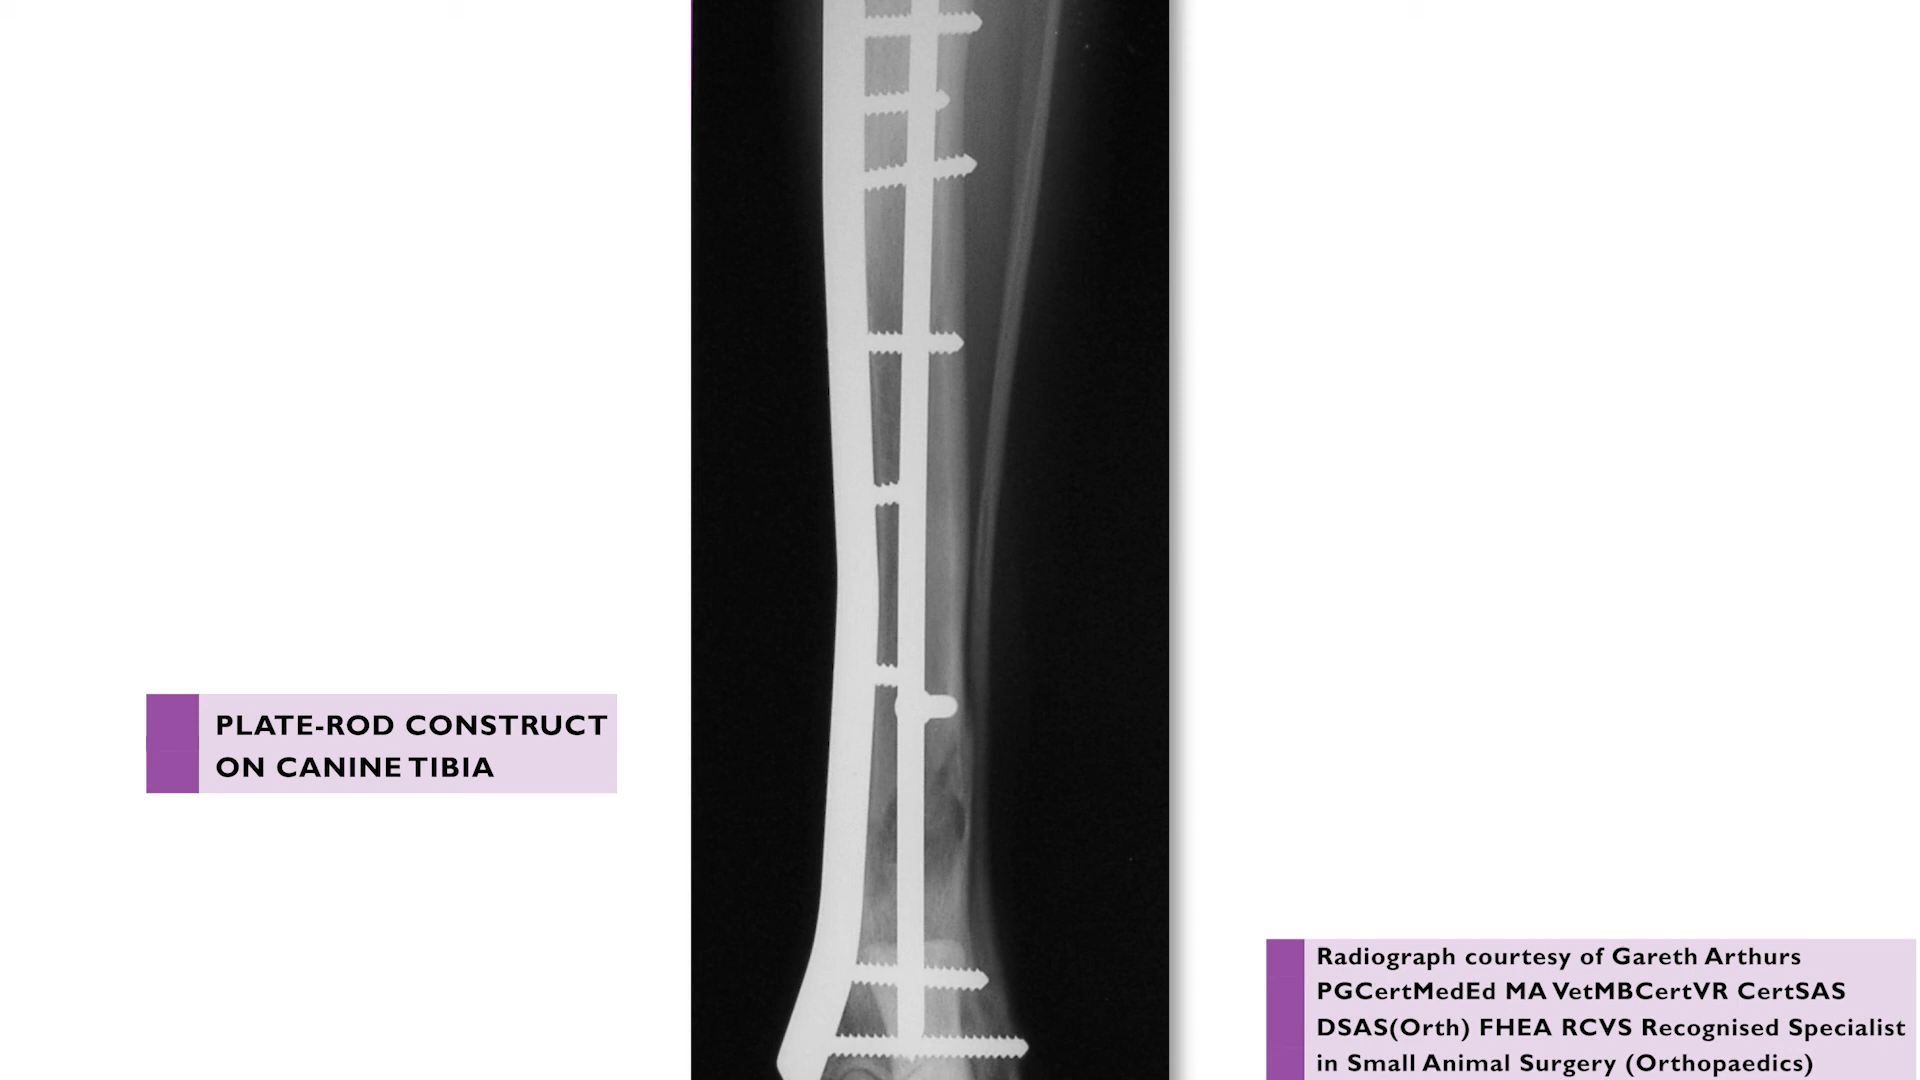 PLATE-ROD CONSTRUCT
ON CANINE TIBIA
Radiograph courtesy of Gareth Arthurs
PGCertMedEd MA VetMBCertVR CertSAS
DSAS(Orth) FHEA RCVS Recognised Specialist
in Small Animal Surgery (Orthopaedics)